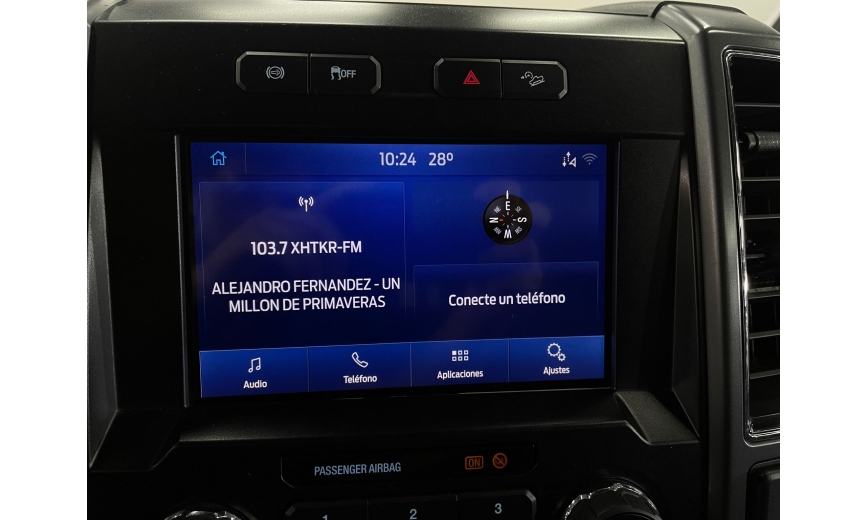 OFF
10:24 28º
103.7 XHTKR-FM
ALEJANDRO FERNANDEZ - UN
MILLON DE PRIMAVERAS
E
N S
W
Conecte un teléfono
Audio
Teléfono
Aplicaciones
Ajustes
PASSENGER AIRBAG ON
1 2 3